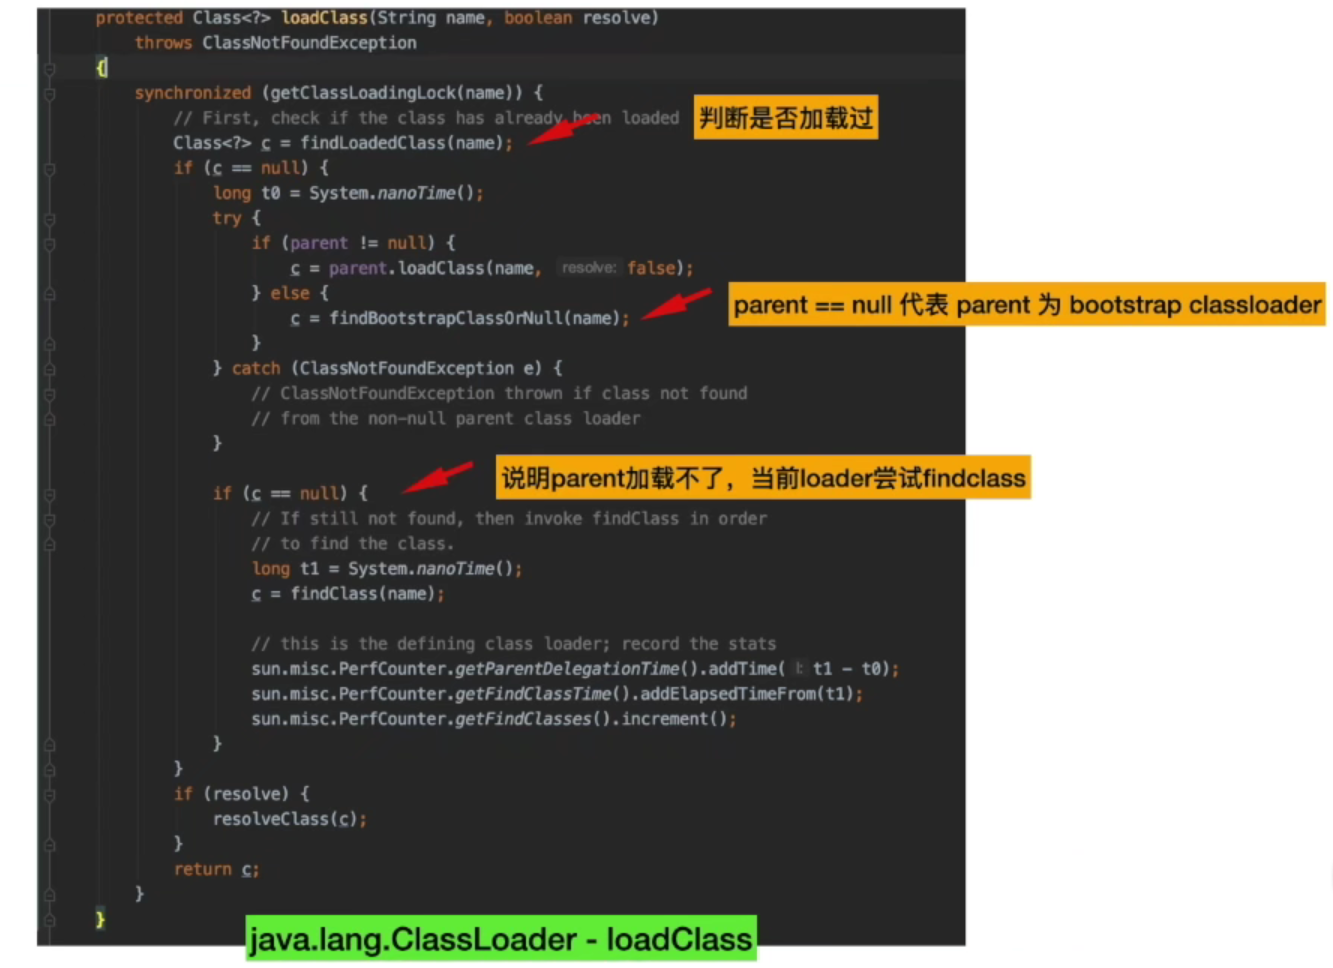 protected Class<?> loadClass(String name, boolean resolve)
throws ClassNotFoundException
{
synchronized (getClassLoadingLock(name)) {
// First, check if the class has already been loaded
判断是否加载过
Class<?> c = findLoadedClass(name);
if (c == null) {
long t0 = System.nanoTime();
try {
if (parent != null) {
c = parent.loadClass(name, resolve: false);
} else {
parent == null 代表 parent 为 bootstrap classloader
c = findBootstrapClassOrNull(name);
}
} catch (ClassNotFoundException e) {
// ClassNotFoundException thrown if class not found
// from the non-null parent class loader
}
说明parent加载不了，当前loader尝试findclass
if (c == null) {
// If still not found, then invoke findClass in order
// to find the class.
long t1 = System.nanoTime();
c = findClass(name);
// this is the defining class loader; record the stats
sun.misc.PerfCounter.getParentDelegationTime().addTime( l: t1 - t0);
sun.misc.PerfCounter.getFindClassTime().addElapsedTimeFrom(t1);
sun.misc.PerfCounter.getFindClasses().increment();
}
}
if (resolve) {
resolveClass(c);
}
return c;
}
}
java.lang.ClassLoader - loadClass